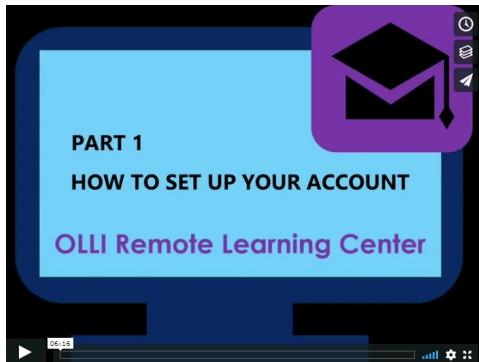 PART 1
HOW TO SET UP YOUR ACCOUNT
OLLI Remote Learning Center
06:16